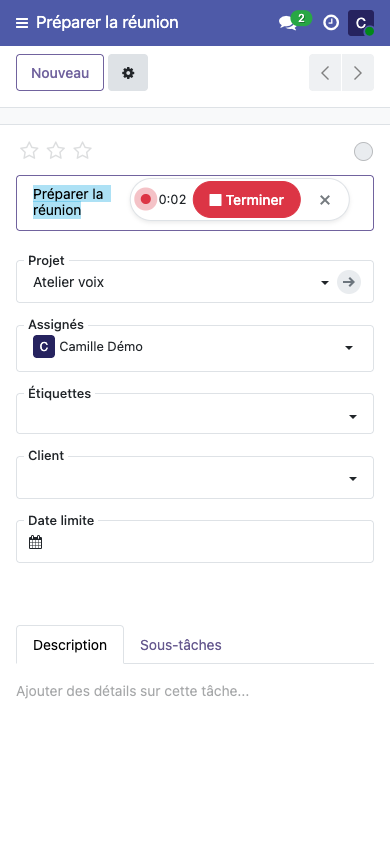 Préparer la réunion
2
C
Nouveau
Préparer la
réunion
0:02
Terminer
Projet
Atelier voix
Assignés
C
Camille Démo
Étiquettes
Client
Date limite
Description
Sous-tâches
Ajouter des détails sur cette tâche...